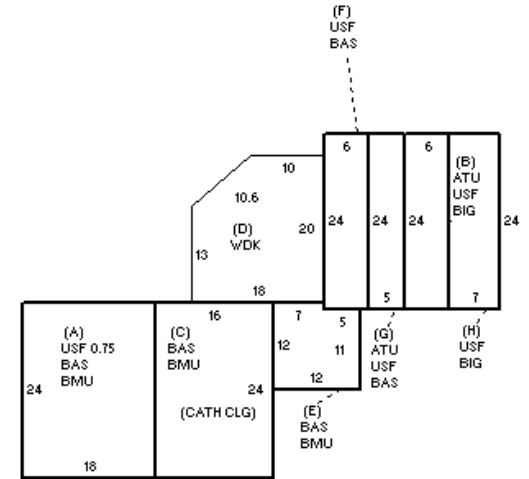 (F)
USF
BAS
6
6
10
(B)
ATU
USF
BIG
10.6
(D)
WDK
20
24
24
24
24
13
18
5
7
16
7
5
(A)
USF 0.75
BAS
BMU
(C)
BAS
BMU
12
11
(G)
ATU
USF
BAS
(H)
USF
BIG
12
24
24
(CATH CLG)
(E)
BAS
BMU
18